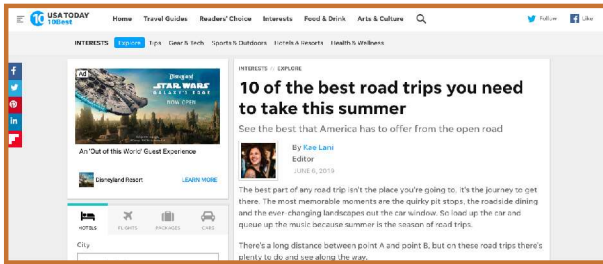 USA TODAY
10Best
Home Travel Guides Readers' Choice Interests Food & Drink Arts & Culture
Follow Like
INTERESTS Explore Tips Gear & Tech Sports & Outdoors Hotels & Resorts Health & Wellness
Ad
Disneyland
STAR WARS
GALAXY'S EDGE
NOW OPEN
An 'Out of this World' Guest Experience
Disneyland Resort LEARN MORE
HOTELS FLIGHTS PACKAGES CARS
City
INTERESTS EXPLORE
10 of the best road trips you need
to take this summer
See the best that America has to offer from the open road
By Kae Lani
Editor
JUNE 6, 2019
The best part of any road trip isn't the place you're going to, it's the journey to get
there. The most memorable moments are the quirky pit stops, the roadside dining
and the ever-changing landscapes out the car window. So load up the car and
queue up the music because summer is the season of road trips.
There's a long distance between point A and point B, but on these road trips there's
plenty to do and see along the way.